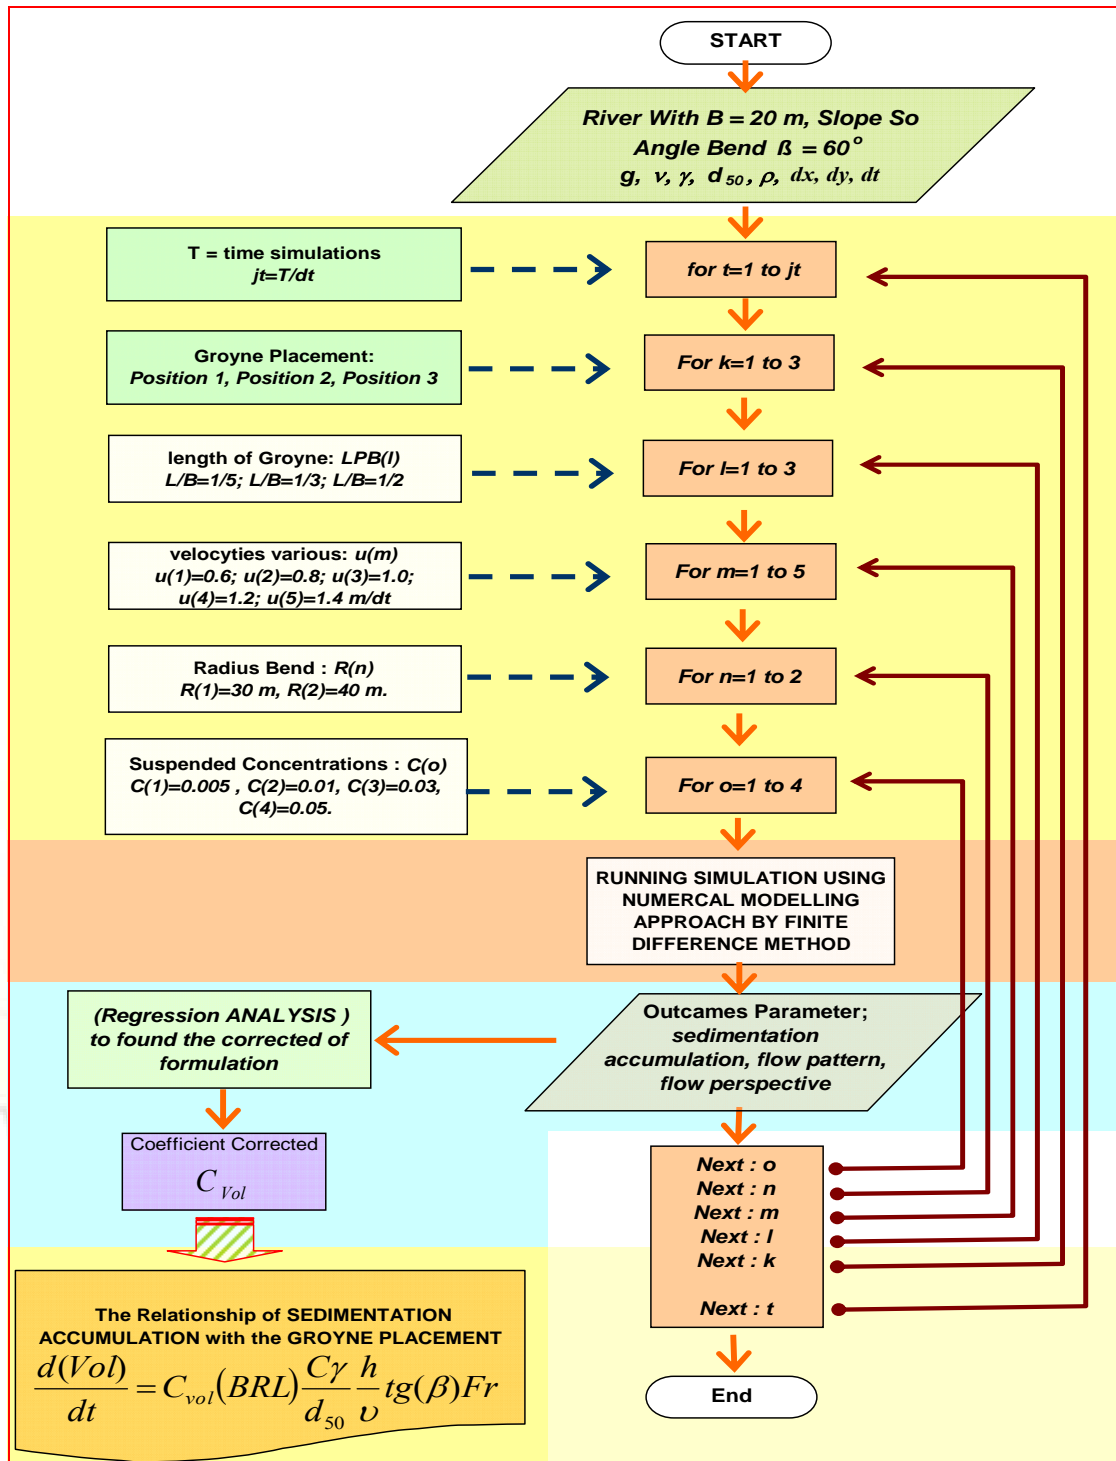 START
River With B = 20 m, Slope So
Angle Bend ß = 60°
g, ν, γ, d50, ρ, dx, dy, dt
T = time simulations
jt=T/dt
for t=1 to jt
Groyne Placement:
Position 1, Position 2, Position 3
For k=1 to 3
length of Groyne: LPB(l)
L/B=1/5; L/B=1/3; L/B=1/2
For l=1 to 3
velocyties various: u(m)
u(1)=0.6; u(2)=0.8; u(3)=1.0;
u(4)=1.2; u(5)=1.4 m/dt
For m=1 to 5
Radius Bend : R(n)
R(1)=30 m, R(2)=40 m.
For n=1 to 2
Suspended Concentrations : C(o)
C(1)=0.005 , C(2)=0.01, C(3)=0.03,
C(4)=0.05.
For o=1 to 4
RUNNING SIMULATION USING
NUMERCAL MODELLING
APPROACH BY FINITE
DIFFERENCE METHOD
Outcames Parameter;
sedimentation
accumulation, flow pattern,
flow perspective
(Regression ANALYSIS )
to found the corrected of
formulation
Coefficient Corrected
C Vol
Next : o
Next : n
Next : m
Next : l
Next : k
Next : t
End
The Relationship of SEDIMENTATION
ACCUMULATION with the GROYNE PLACEMENT
d(Vol)/dt = Cvol(BRL) Cγ/d50 h/υ tg(β)Fr